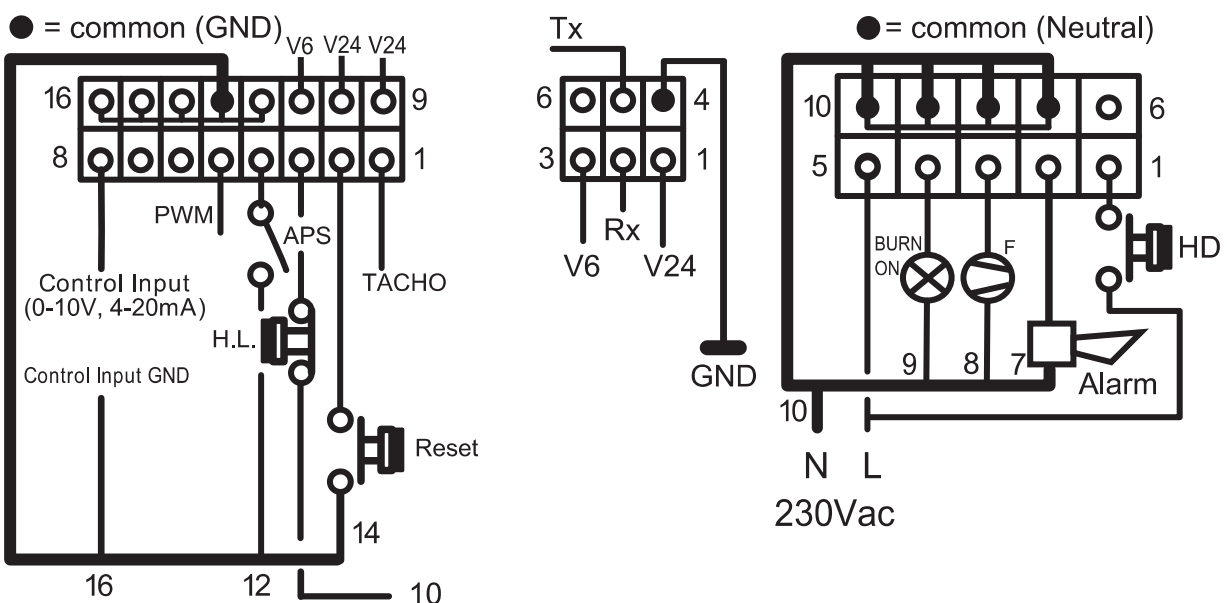 ● = common (GND)
V6 V24 V24
16 9
8 1
PWM
APS
TACHO
Control Input
(0-10V, 4-20mA)
H.L.
Control Input GND
Reset
14
16 12 10
Tx
6 4
3 1
Rx
V6 V24
GND
● = common (Neutral)
10 6
5 1
BURN
ON
F
HD
9 8 7
Alarm
10
N L
230Vac